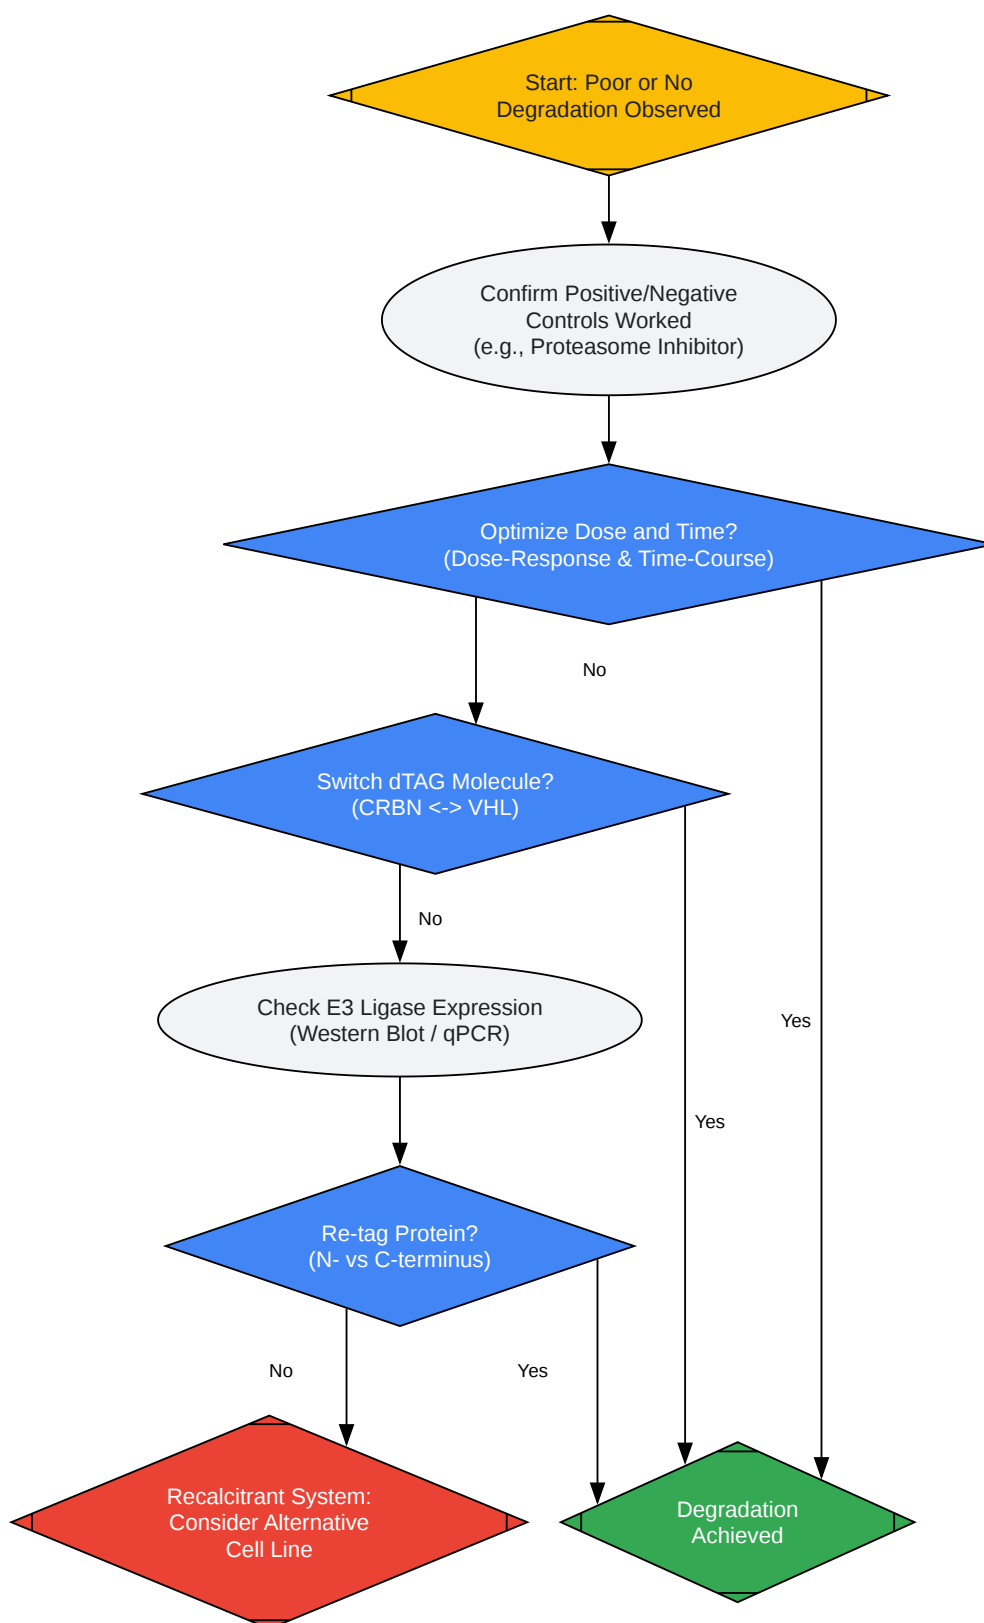 Start: Poor or No
Degradation Observed
Confirm Positive/Negative
Controls Worked
(e.g., Proteasome Inhibitor)
Optimize Dose and Time?
(Dose-Response & Time-Course)
No
Switch dTAG Molecule?
(CRBN <-> VHL)
No
Check E3 Ligase Expression
(Western Blot / qPCR)
Yes
Yes
Re-tag Protein?
(N- vs C-terminus)
No
Yes
Recalcitrant System:
Consider Alternative
Cell Line
Degradation
Achieved